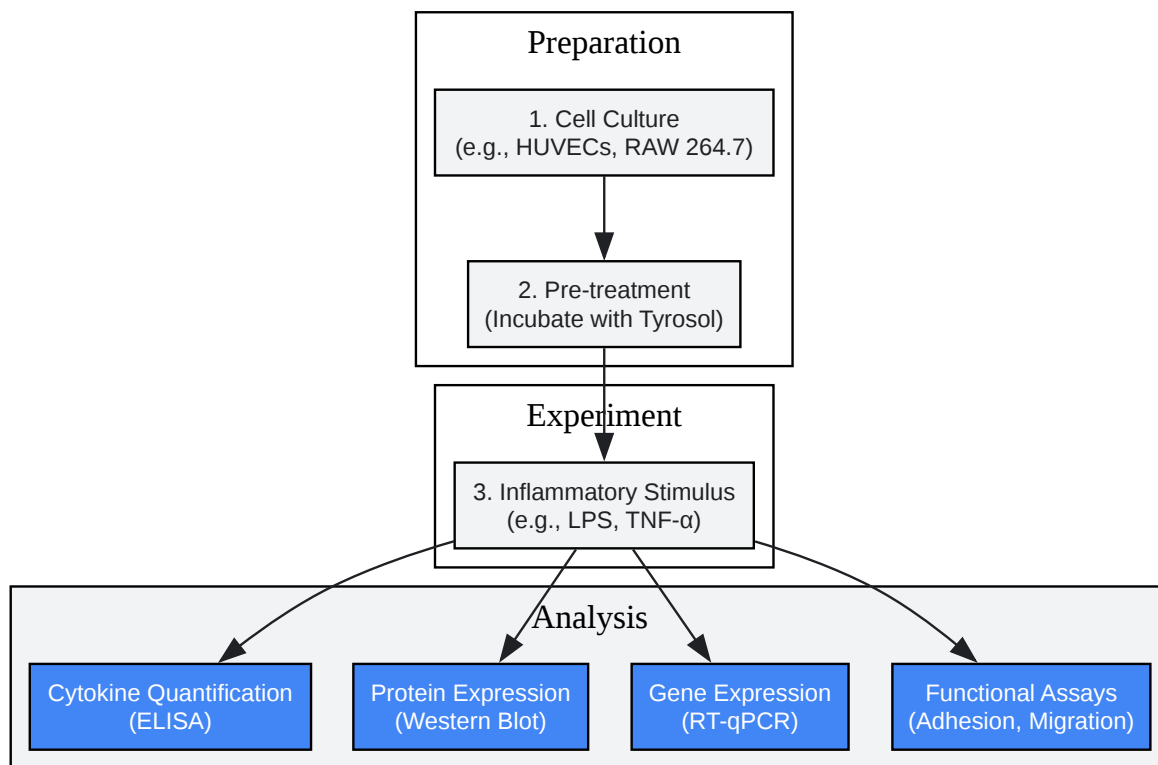 Preparation
1. Cell Culture
(e.g., HUVECs, RAW 264.7)
2. Pre-treatment
(Incubate with Tyrosol)
Experiment
3. Inflammatory Stimulus
(e.g., LPS, TNF-α)
Analysis
Cytokine Quantification
(ELISA)
Protein Expression
(Western Blot)
Gene Expression
(RT-qPCR)
Functional Assays
(Adhesion, Migration)